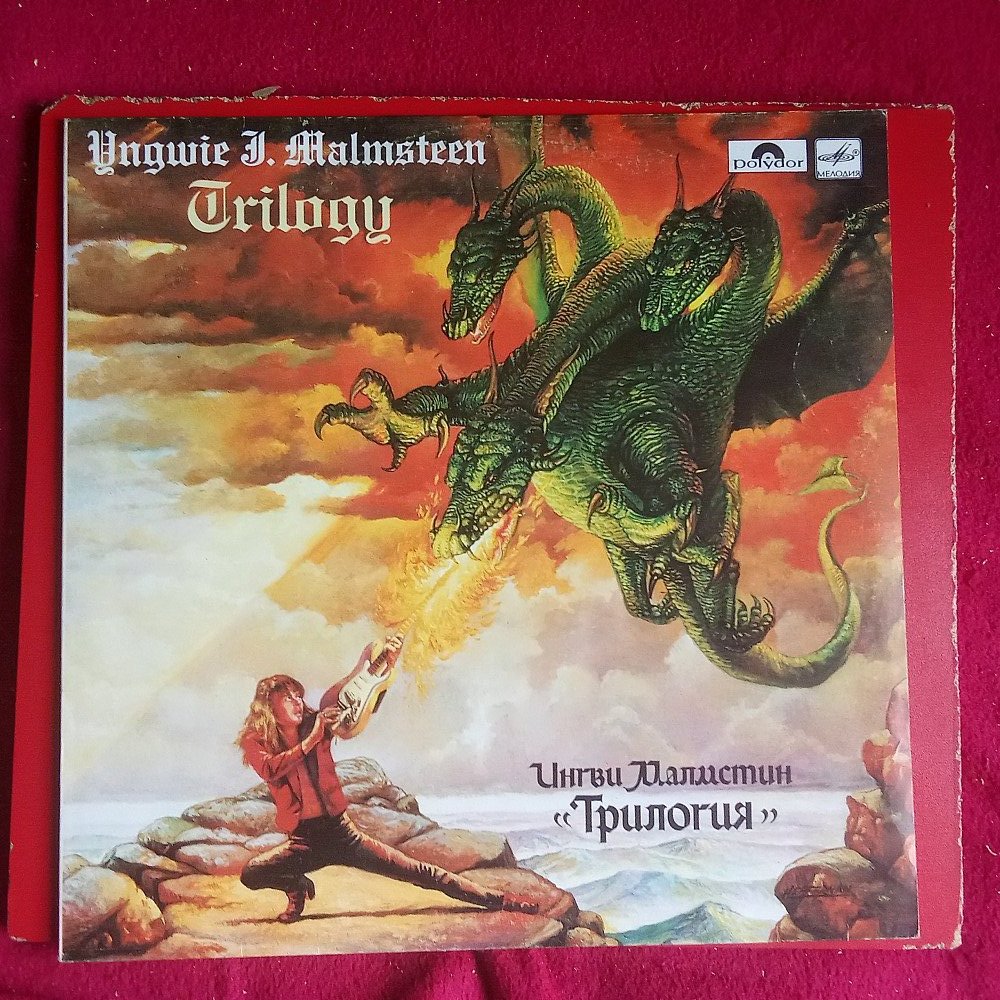 Yngwie J. Malmsteen
Trilogy
polydor
МЕЛОДИЯ
Ингви Малмстин
«Трилогия»